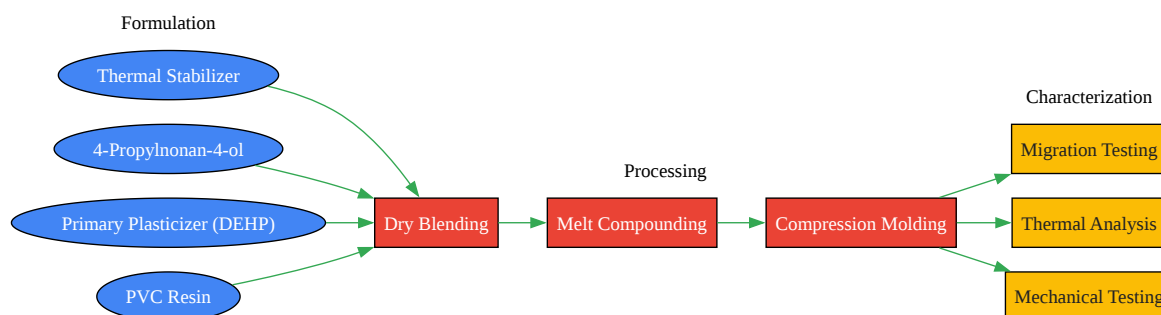 Formulation
Thermal Stabilizer
4-Propylnonan-4-ol
Primary Plasticizer (DEHP)
PVC Resin
Processing
Dry Blending
Melt Compounding
Compression Molding
Characterization
Migration Testing
Thermal Analysis
Mechanical Testing